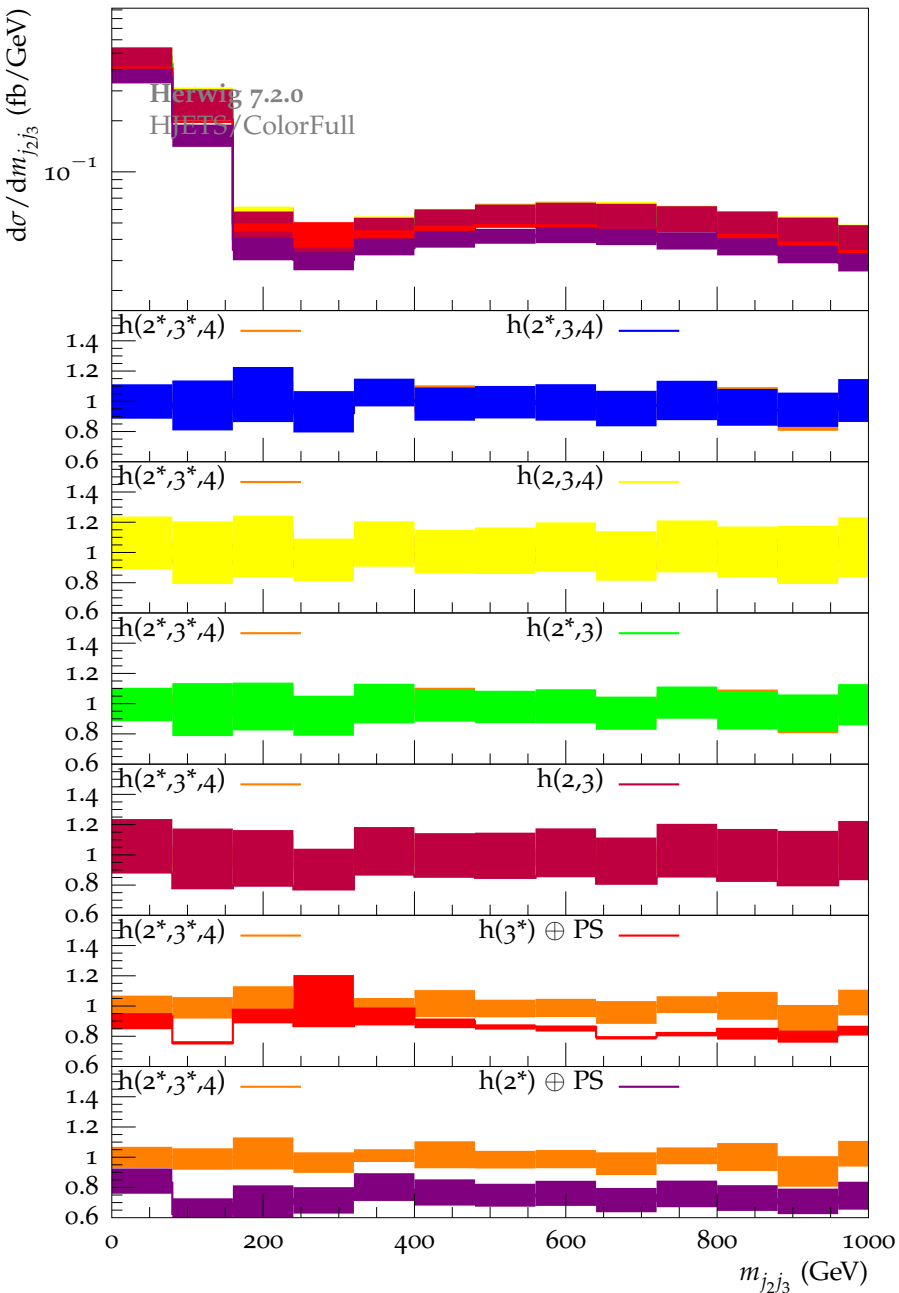 dσ/dm_{j₂j₃} (fb/GeV)
10⁻¹
Herwig 7.2.0
HJETS/ColorFull
h(2*,3*,4) h(2*,3,4)
1.4
1.2
1
0.8
0.6
h(2*,3*,4) h(2,3,4)
1.4
1.2
1
0.8
0.6
h(2*,3*,4) h(2*,3)
1.4
1.2
1
0.8
0.6
h(2*,3*,4) h(2,3)
1.4
1.2
1
0.8
0.6
h(2*,3*,4) h(3*) ⊕ PS
1.4
1.2
1
0.8
0.6
h(2*,3*,4) h(2*) ⊕ PS
1.4
1.2
1
0.8
0.6
0 200 400 600 800 1000
m_{j₂j₃} (GeV)